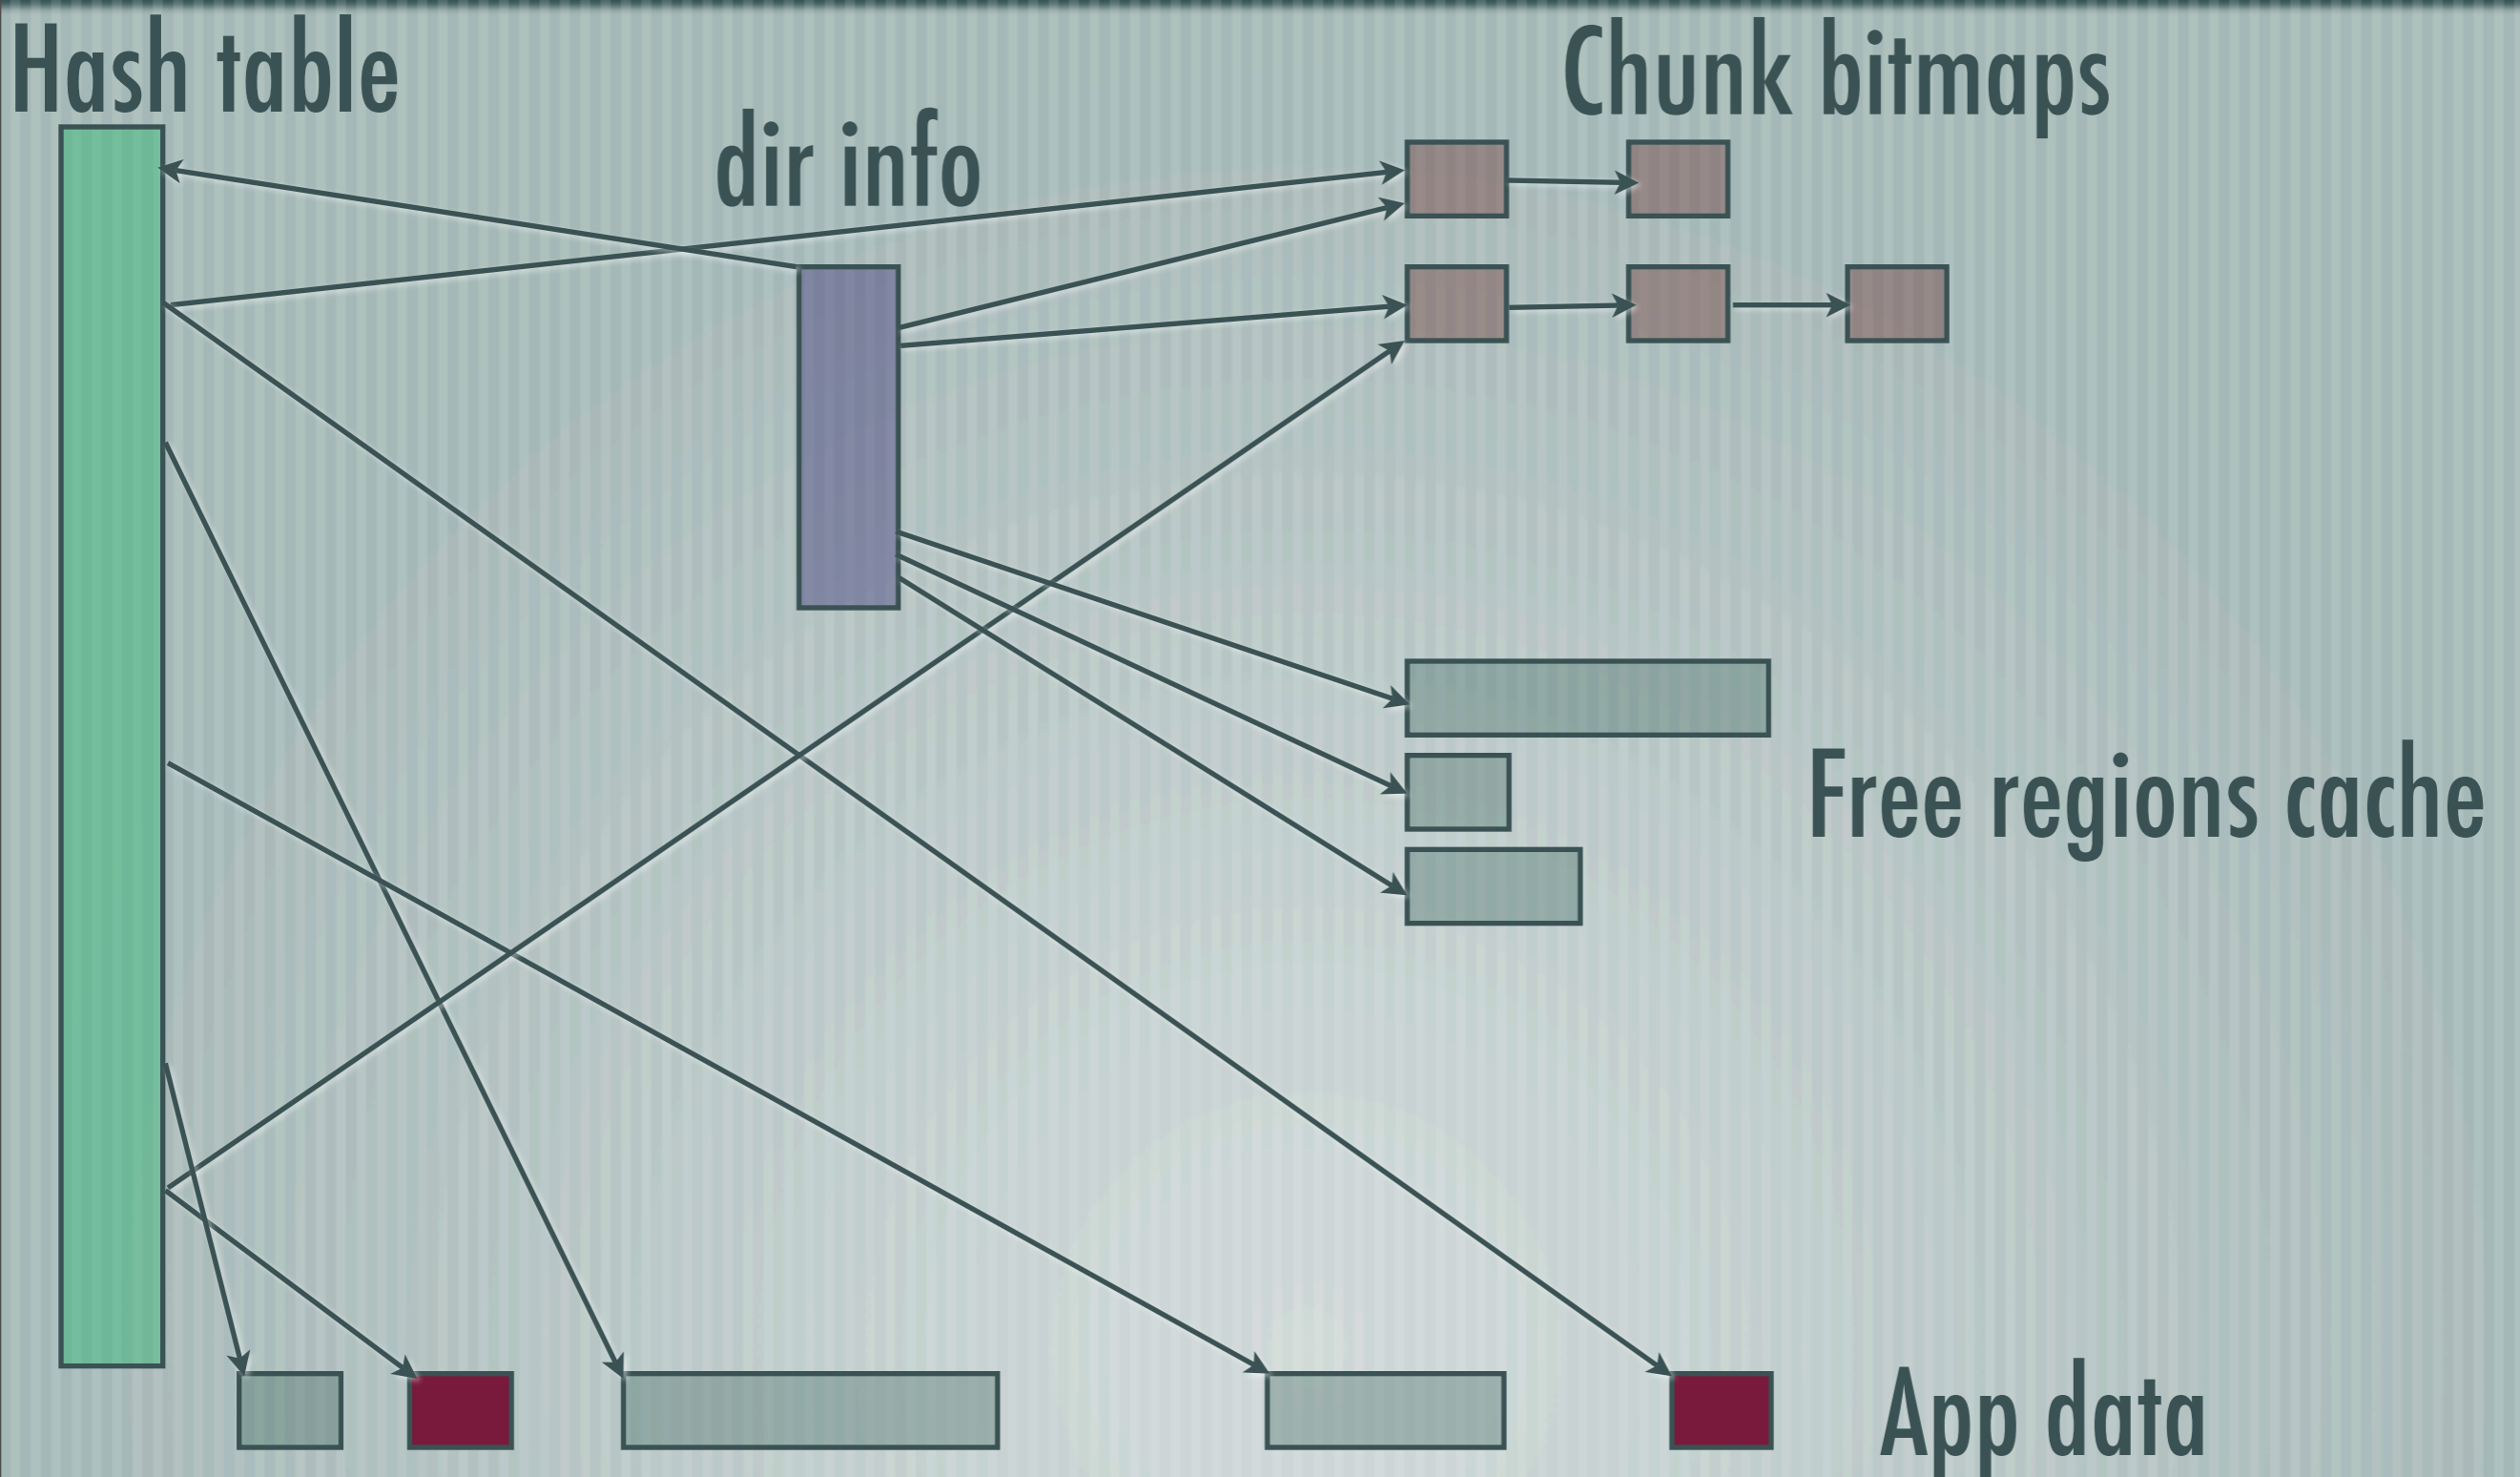 Hash table
Chunk bitmaps
dir info
Free regions cache
App data